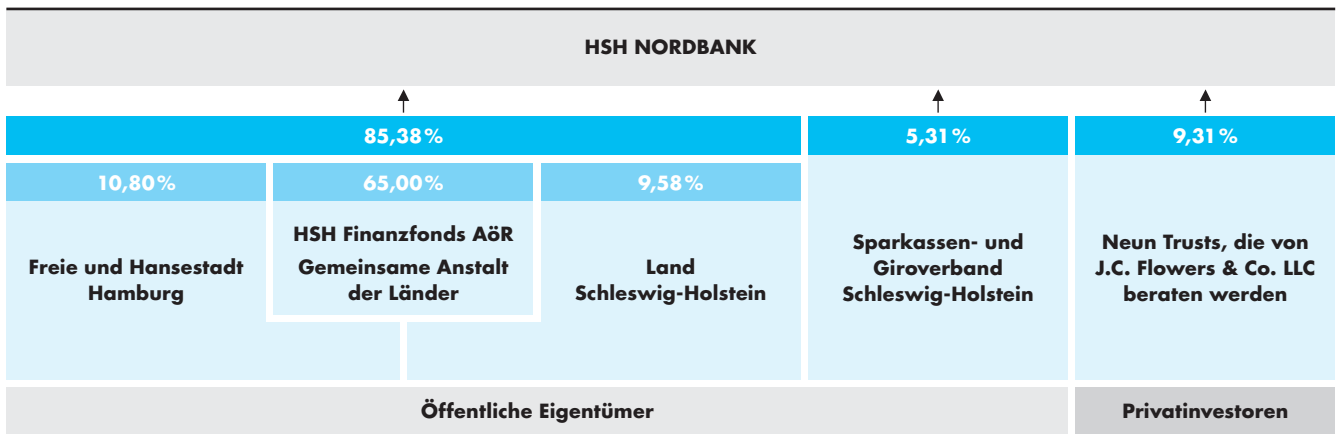 HSH NORDBANK
85,38%
5,31%
9,31%
10,80%
65,00%
9,58%
Freie und Hansestadt
Hamburg
HSH Finanzfonds AöR
Gemeinsame Anstalt
der Länder
Land
Schleswig-Holstein
Sparkassen- und
Giroverband
Schleswig-Holstein
Neun Trusts, die von
J.C. Flowers & Co. LLC
beraten werden
Öffentliche Eigentümer
Privatinvestoren